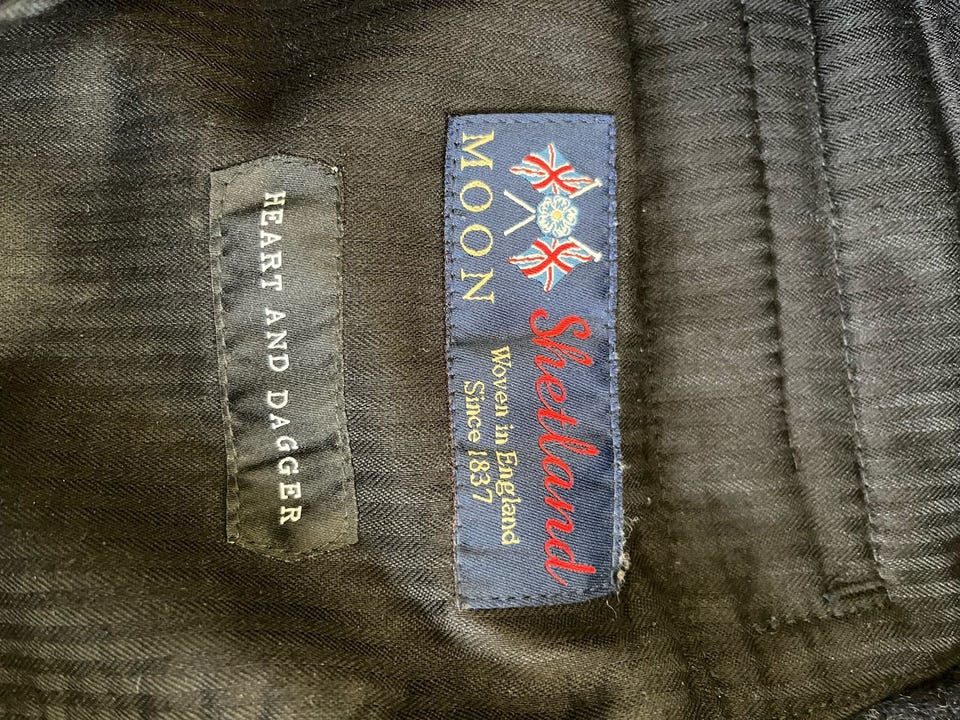 MOON
Shetland
Woven in England
Since 1837
HEART AND DAGGER